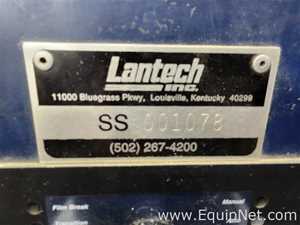 Lantech
inc.
11000 Bluegrass Pkwy, Louisville, Kentucky 40299
SS 001078
(502) 267-4200
Film Break
Manual
Transition
www.EquipNet.com